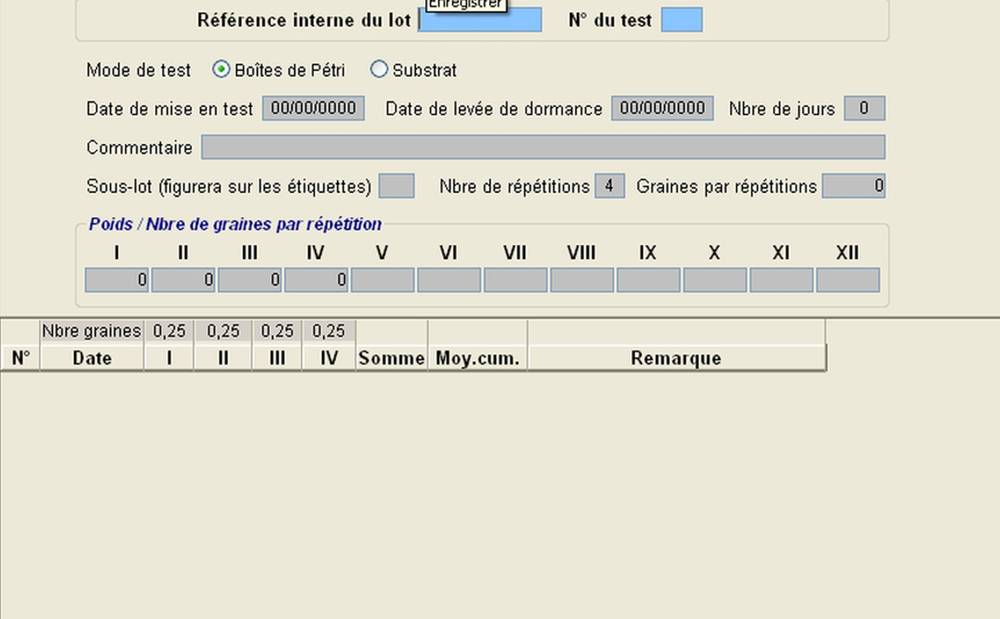 Enregistrer
Référence interne du lot N° du test
Mode de test Boîtes de Pétri Substrat
Date de mise en test 00/00/0000 Date de levée de dormance 00/00/0000 Nbre de jours 0
Commentaire
Sous-lot (figurera sur les étiquettes) Nbre de répétitions 4 Graines par répétitions 0
Poids / Nbre de graines par répétition
I II III IV V VI VII VIII IX X XI XII
0 0 0 0
Nbre graines 0,25 0,25 0,25 0,25
N° Date I II III IV Somme Moy.cum. Remarque